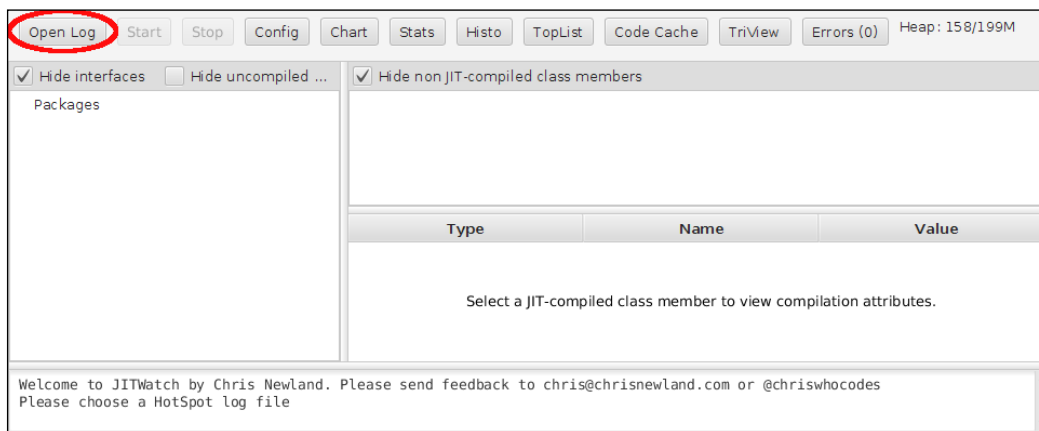 Open Log Start Stop Config Chart Stats Histo TopList Code Cache TriView Errors (0) Heap: 158/199M
Hide interfaces Hide uncompiled ... Hide non JIT-compiled class members
Packages
Type Name Value
Select a JIT-compiled class member to view compilation attributes.
Welcome to JITWatch by Chris Newland. Please send feedback to chris@chrisnewland.com or @chriswhocodes
Please choose a HotSpot log file